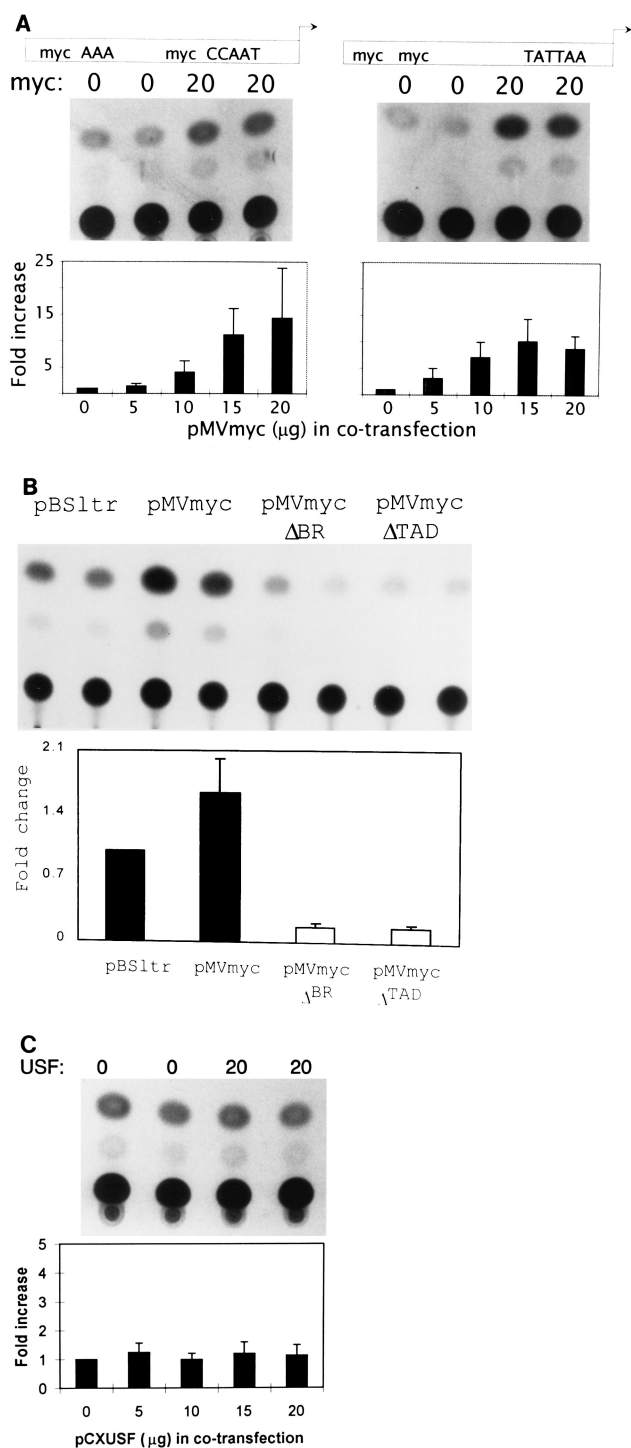 A
myc AAA myc CCAAT
myc myc TATTAA
myc: 0 0 20 20
0 0 20 20
Fold increase
25
15
5
0 5 10 15 20
0 5 10 15 20
pMVmyc (μg) in co-transfection
B
pBSltr pMVmyc pMVmyc pMVmyc
ΔBR ΔTAD
Fold change
2.1
1.4
0.7
0
pBSltr pMVmyc pMVmyc pMVmyc
ΔBR ΔTAD
C
USF: 0 0 20 20
Fold increase
5
4
3
2
1
0
0 5 10 15 20
pCXUSF (μg) in co-transfection